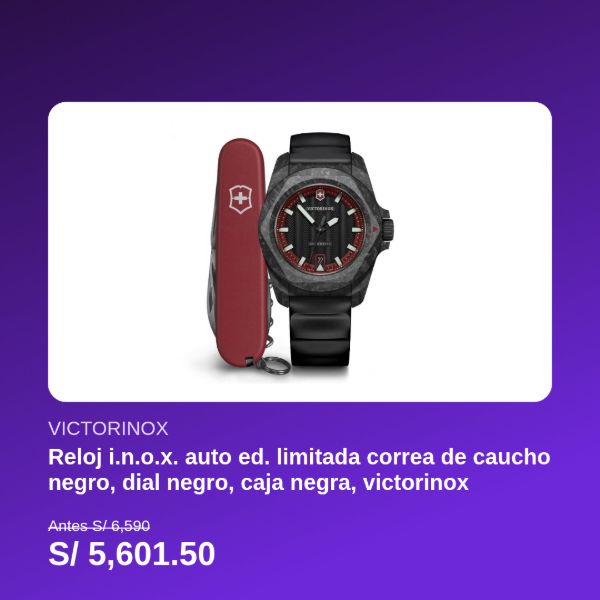 VICTORINOX
VICTORINOX
Reloj i.n.o.x. auto ed. limitada correa de caucho
negro, dial negro, caja negra, victorinox
Antes S/ 6,590
S/ 5,601.50